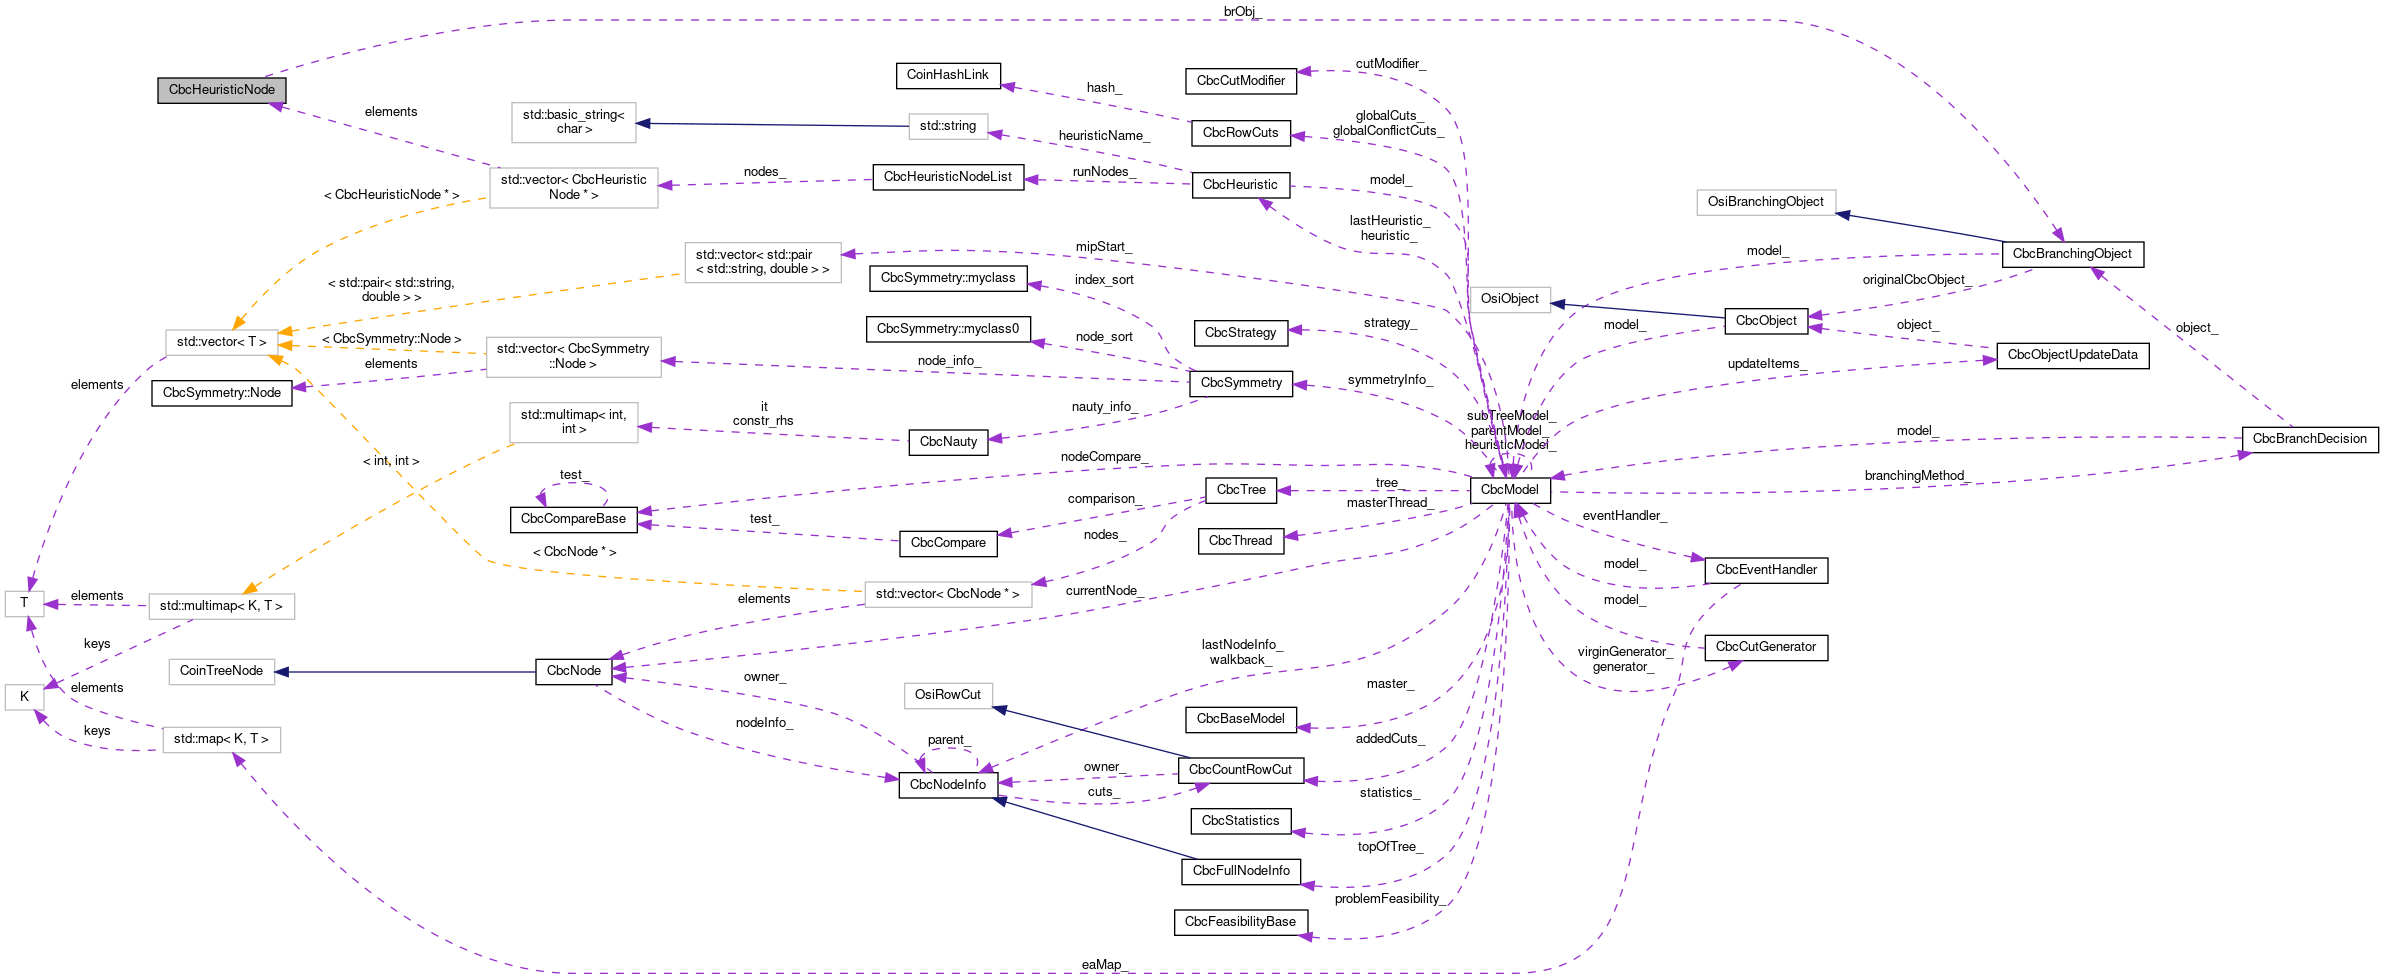 brObj_
CbcHeuristicNode
elements
CoinHashLink
hash_
CbcCutModifier
cutModifier_
std::basic_string<
char >
std::string
heuristicName_
CbcRowCuts
globalCuts_
globalConflictCuts_
std::vector< CbcHeuristic
Node * >
nodes_
CbcHeuristicNodeList
runNodes_
CbcHeuristic
model_
< CbcHeuristicNode * >
lastHeuristic_
heuristic_
OsiBranchingObject
CbcBranchingObject
model_
originalCbcObject_
std::vector< std::pair
< std::string, double > >
mipStart_
CbcSymmetry::myclass
index_sort
< std::pair< std::string,
double > >
OsiObject
CbcObject
model_
object_
object_
CbcSymmetry::myclass0
node_sort
CbcStrategy
strategy_
std::vector< T >
< CbcSymmetry::Node >
std::vector< CbcSymmetry
::Node >
node_info_
CbcObjectUpdateData
updateItems_
elements
elements
CbcSymmetry::Node
CbcSymmetry
symmetryInfo_
nauty_info_
std::multimap< int,
int >
it
constr_rhs
CbcNauty
subTreeModel_
parentModel_
heuristicModel_
model_
CbcBranchDecision
< int, int >
nodeCompare_
test_
CbcCompareBase
test_
CbcCompare
comparison_
CbcTree
tree_
CbcModel
branchingMethod_
masterThread_
CbcThread
nodes_
eventHandler_
< CbcNode * >
CbcEventHandler
model_
T
elements
std::multimap< K, T >
std::vector< CbcNode * >
elements
currentNode_
model_
keys
CoinTreeNode
CbcNode
lastNodeInfo_
walkback_
virginGenerator_
generator_
CbcCutGenerator
K
elements
owner_
OsiRowCut
master_
CbcBaseModel
keys
std::map< K, T >
nodeInfo_
parent_
addedCuts_
CbcNodeInfo
owner_
cuts_
CbcCountRowCut
statistics_
CbcStatistics
topOfTree_
CbcFullNodeInfo
problemFeasibility_
CbcFeasibilityBase
eaMap_